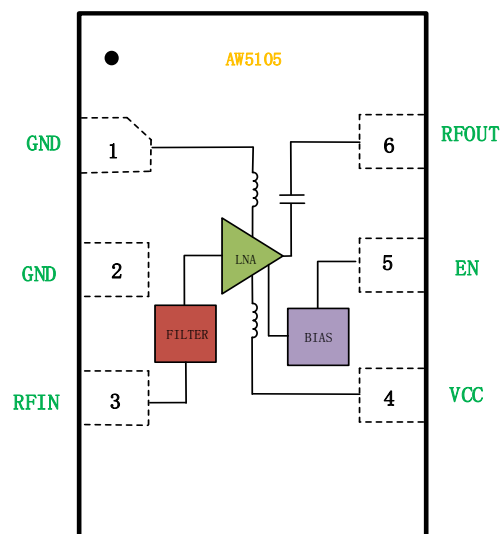 AW5105
GND
1
6
RFOUT
GND
2
LNA
5
EN
FILTER
BIAS
RFIN
3
4
VCC